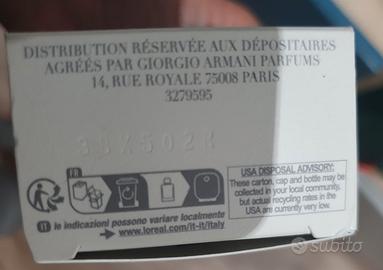 DISTRIBUTION RÉSERVÉE AUX DÉPOSITAIRES
AGRÉÉS PAR GIORGIO ARMANI PARFUMS
14, RUE ROYALE 75008 PARIS
3279595
FR
USA DISPOSAL ADVISORY:
These carton, cap and bottle may be
collected in your local community,
but actual recycling rates in the
USA are currently very low.
IT le indicazioni possono variare localmente
www.loreal.com/it-it/italy
subito